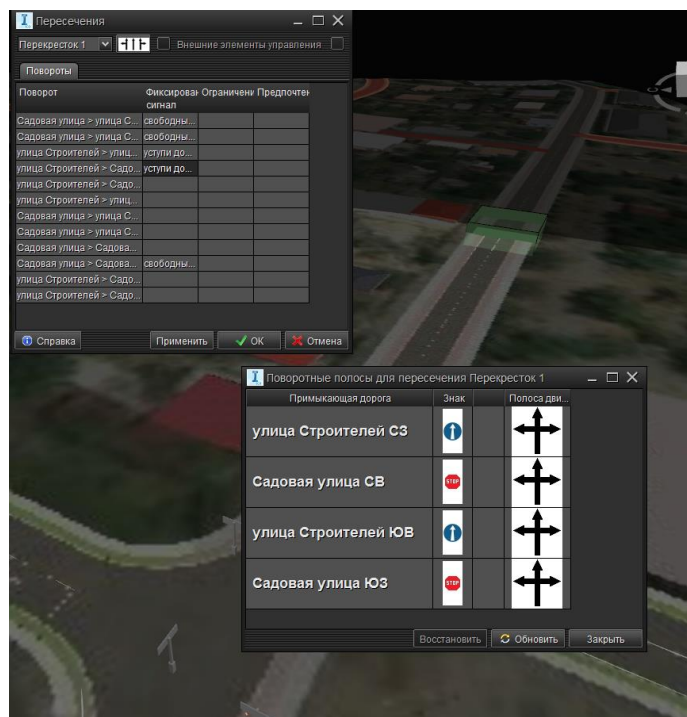 Пересечения
Перекресток 1
Внешние элементы управления
Повороты
Поворот Фиксирован Ограничени Предпочтен
сигнал
Садовая улица > улица С... свободны...
Садовая улица > улица С... свободны...
улица Строителей > улиц... уступи до...
улица Строителей > Садо... уступи до...
улица Строителей > Садо...
улица Строителей > улиц...
Садовая улица > улица С...
Садовая улица > улица С...
Садовая улица > Садова...
Садовая улица > Садова... свободны...
улица Строителей > Садо...
улица Строителей > Садо...
Справка Применить OK Отмена
Поворотные полосы для пересечения Перекресток 1
Примыкающая дорога Знак Полоса дви...
улица Строителей СЗ
Садовая улица СВ STOP
улица Строителей ЮВ
Садовая улица ЮЗ STOP
Восстановить Обновить Закрыть